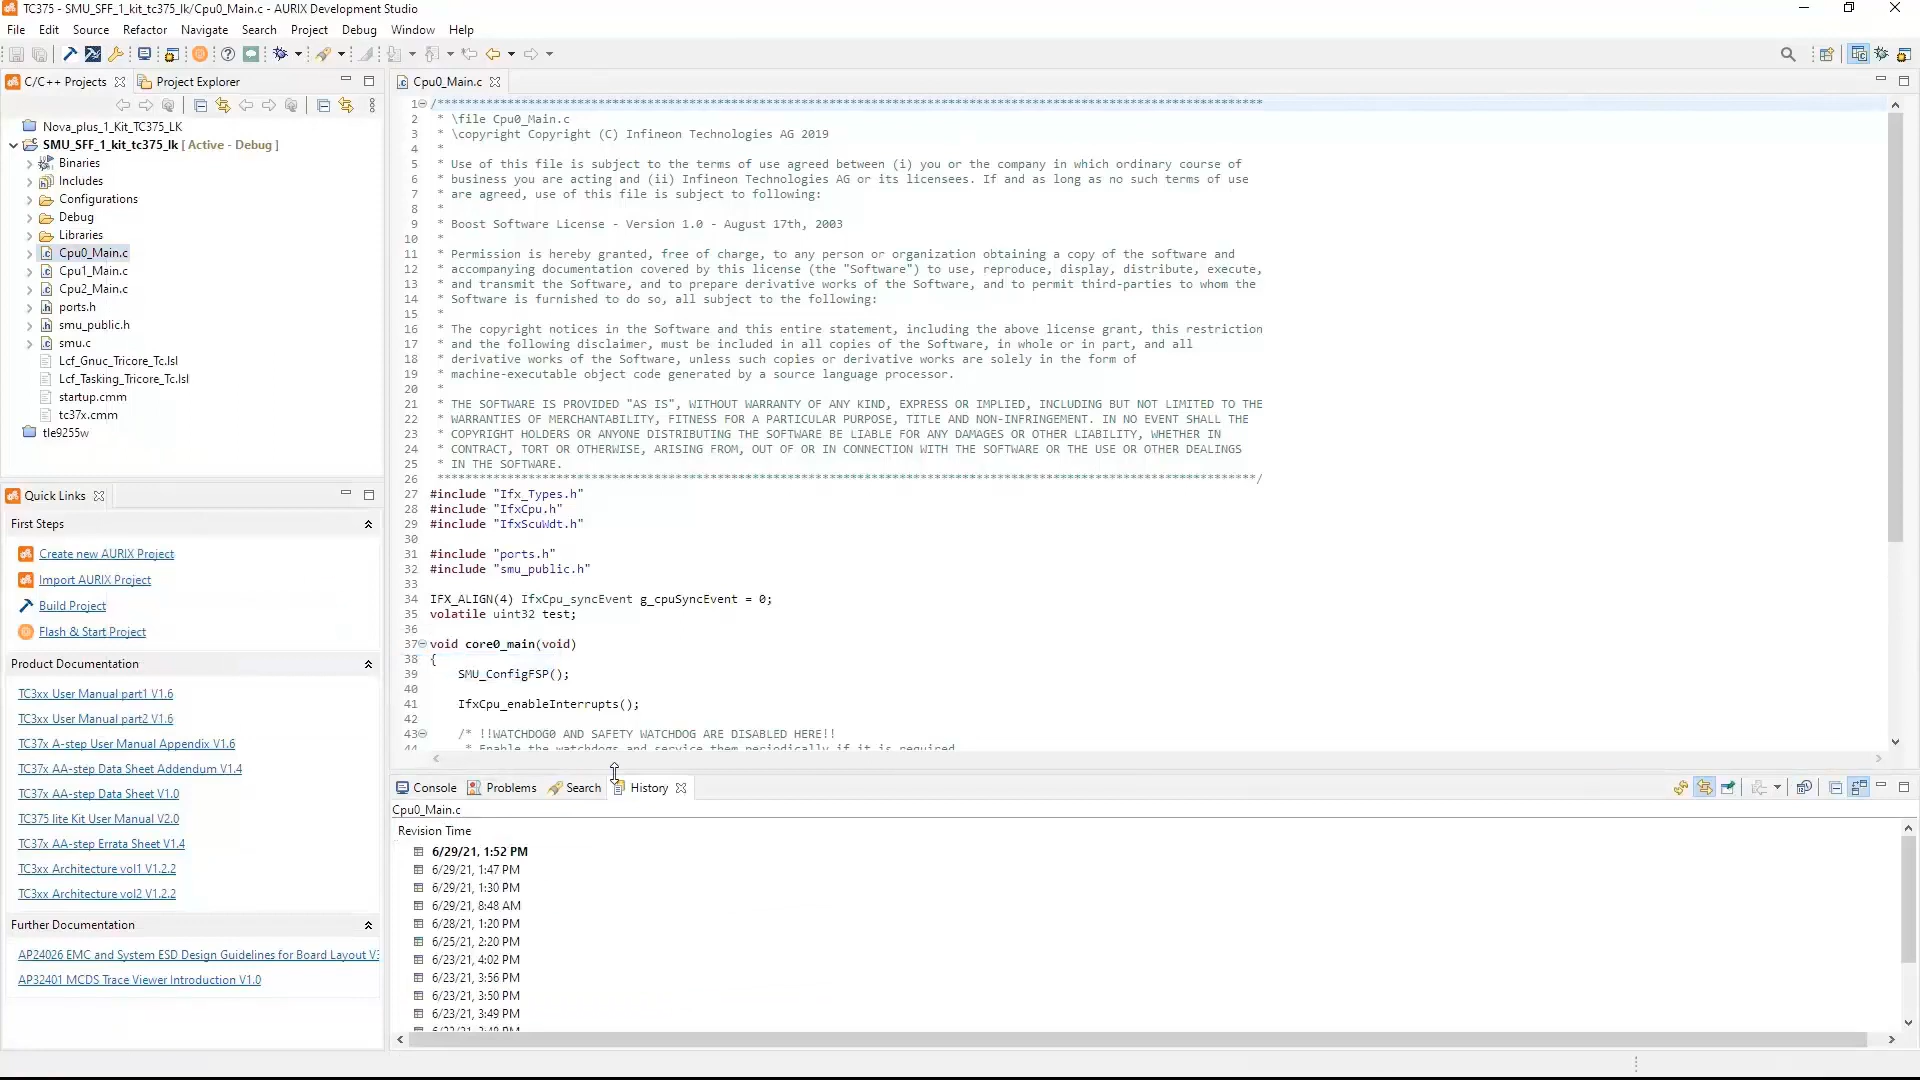 TC375 - SMU_SFF_1_kit_tc375_lk/Cpu0_Main.c - AURIX Development Studio
File Edit Source Refactor Navigate Search Project Debug Window Help
C/C++ Projects Project Explorer
Nova_plus_1_Kit_TC375_LK
SMU_SFF_1_kit_tc375_lk [ Active - Debug ]
Binaries
Includes
Configurations
Debug
Libraries
Cpu0_Main.c
Cpu1_Main.c
Cpu2_Main.c
ports.h
smu_public.h
smu.c
Lcf_Gnuc_Tricore_Tc.lsl
Lcf_Tasking_Tricore_Tc.lsl
startup.cmm
tc37x.cmm
tle9255w
Quick Links
First Steps
Create new AURIX Project
Import AURIX Project
Build Project
Flash & Start Project
Product Documentation
TC3xx User Manual part1 V1.6
TC3xx User Manual part2 V1.6
TC37x A-step User Manual Appendix V1.6
TC37x AA-step Data Sheet Addendum V1.4
TC37x AA-step Data Sheet V1.0
TC375 lite Kit User Manual V2.0
TC37x AA-step Errata Sheet V1.4
TC3xx Architecture vol1 V1.2.2
TC3xx Architecture vol2 V1.2.2
Further Documentation
AP24026 EMC and System ESD Design Guidelines for Board Layout V3
AP32401 MCDS Trace Viewer Introduction V1.0
Cpu0_Main.c
1 /**********************************************************************************************************************
2 * \file Cpu0_Main.c
3 * \copyright Copyright (C) Infineon Technologies AG 2019
4 *
5 * Use of this file is subject to the terms of use agreed between (i) you or the company in which ordinary course of
6 * business you are acting and (ii) Infineon Technologies AG or its licensees. If and as long as no such terms of use
7 * are agreed, use of this file is subject to following:
8 *
9 * Boost Software License - Version 1.0 - August 17th, 2003
10 *
11 * Permission is hereby granted, free of charge, to any person or organization obtaining a copy of the software and
12 * accompanying documentation covered by this license (the "Software") to use, reproduce, display, distribute, execute,
13 * and transmit the Software, and to prepare derivative works of the Software, and to permit third-parties to whom the
14 * Software is furnished to do so, all subject to the following:
15 *
16 * The copyright notices in the Software and this entire statement, including the above license grant, this restriction
17 * and the following disclaimer, must be included in all copies of the Software, in whole or in part, and all
18 * derivative works of the Software, unless such copies or derivative works are solely in the form of
19 * machine-executable object code generated by a source language processor.
20 *
21 * THE SOFTWARE IS PROVIDED "AS IS", WITHOUT WARRANTY OF ANY KIND, EXPRESS OR IMPLIED, INCLUDING BUT NOT LIMITED TO THE
22 * WARRANTIES OF MERCHANTABILITY, FITNESS FOR A PARTICULAR PURPOSE, TITLE AND NON-INFRINGEMENT. IN NO EVENT SHALL THE
23 * COPYRIGHT HOLDERS OR ANYONE DISTRIBUTING THE SOFTWARE BE LIABLE FOR ANY DAMAGES OR OTHER LIABILITY, WHETHER IN
24 * CONTRACT, TORT OR OTHERWISE, ARISING FROM, OUT OF OR IN CONNECTION WITH THE SOFTWARE OR THE USE OR OTHER DEALINGS
25 * IN THE SOFTWARE.
26 *********************************************************************************************************************/
27 #include "Ifx_Types.h"
28 #include "IfxCpu.h"
29 #include "IfxScuWdt.h"
30
31 #include "ports.h"
32 #include "smu_public.h"
33
34 IFX_ALIGN(4) IfxCpu_syncEvent g_cpuSyncEvent = 0;
35 volatile uint32 test;
36
37 void core0_main(void)
38 {
39 SMU_ConfigFSP();
40
41 IfxCpu_enableInterrupts();
42
43 /* !!WATCHDOG0 AND SAFETY WATCHDOG ARE DISABLED HERE!!
44 * Enable the watchdogs and service them periodically if it is required
Console Problems Search History
Cpu0_Main.c
Revision Time
6/29/21, 1:52 PM
6/29/21, 1:47 PM
6/29/21, 1:30 PM
6/29/21, 8:48 AM
6/28/21, 1:20 PM
6/25/21, 2:20 PM
6/23/21, 4:02 PM
6/23/21, 3:56 PM
6/23/21, 3:50 PM
6/23/21, 3:49 PM